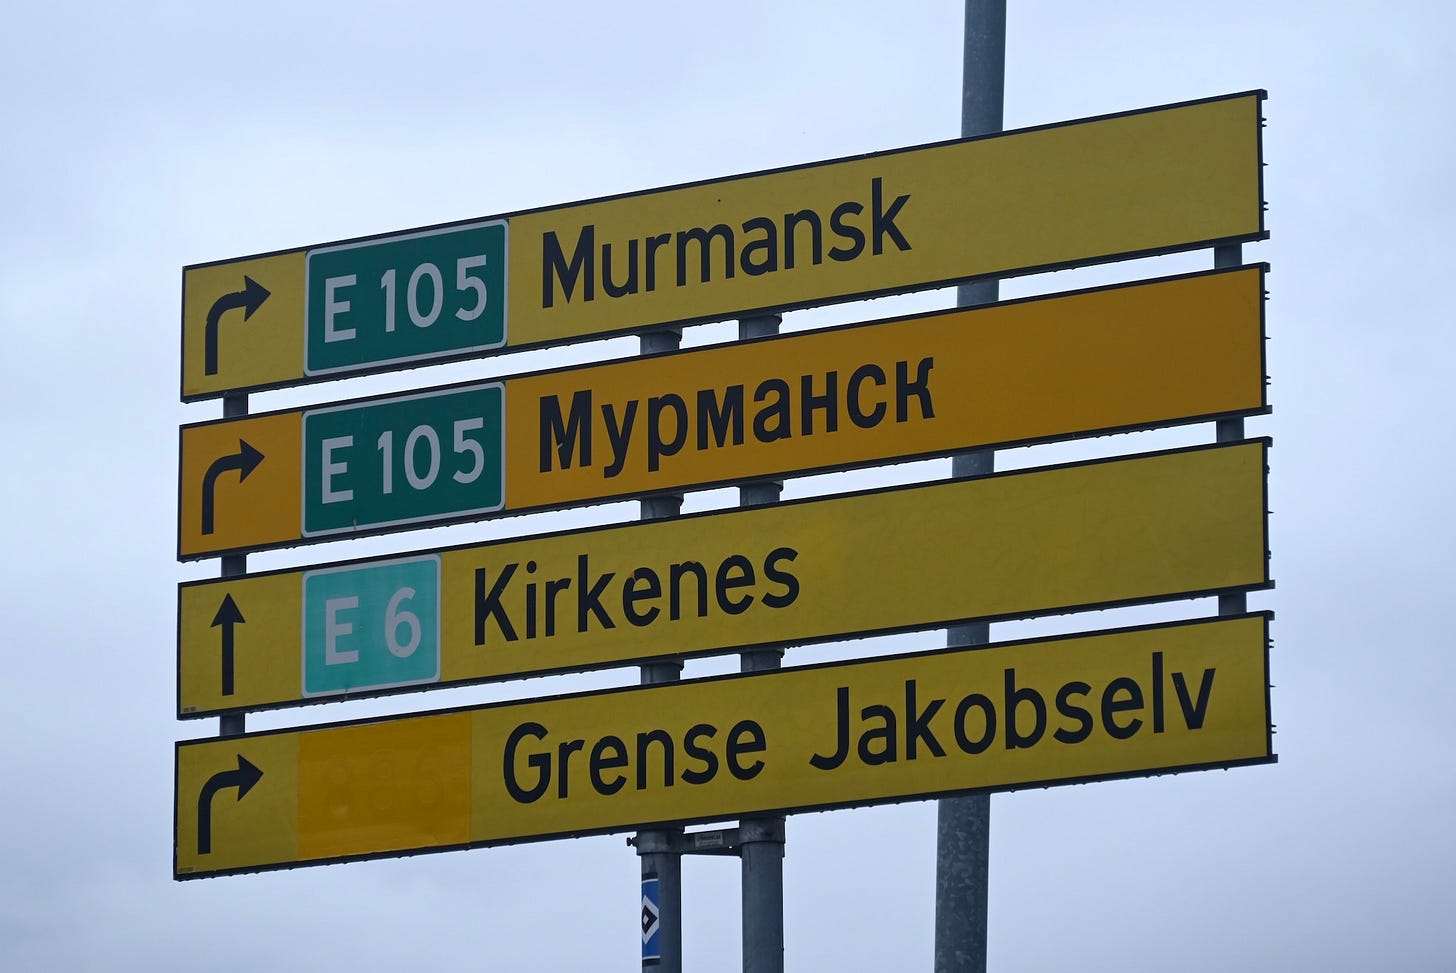 E 105 Murmansk
E 105 Мурманск
E 6 Kirkenes
Grense Jakobselv